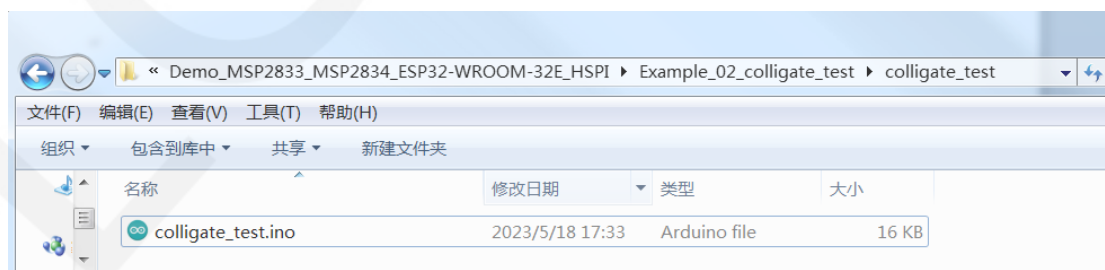 « Demo_MSP2833_MSP2834_ESP32-WROOM-32E_HSPI ▸ Example_02_colligate_test ▸ colligate_test
文件(F) 编辑(E) 查看(V) 工具(T) 帮助(H)
组织 包含到库中 共享 新建文件夹
名称 修改日期 类型 大小
colligate_test.ino 2023/5/18 17:33 Arduino file 16 KB